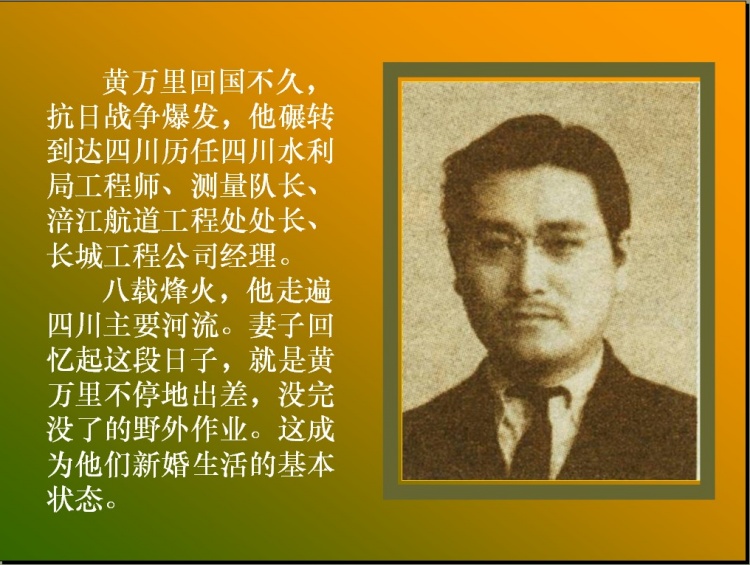 黄万里回国不久，
抗日战争爆发，他碾转
到达四川历任四川水利
局工程师、测量队长、
涪江航道工程处处长、
长城工程公司经理。
八载烽火，他走遍
四川主要河流。妻子回
忆起这段日子，就是黄
万里不停地出差，没完
没了的野外作业。这成
为他们新婚生活的基本
状态。